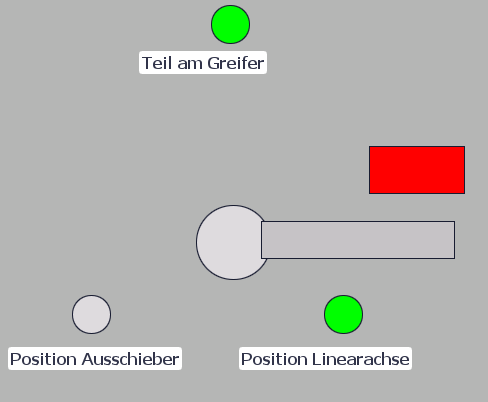 Teil am Greifer
Position Ausschieber
Position Linearachse